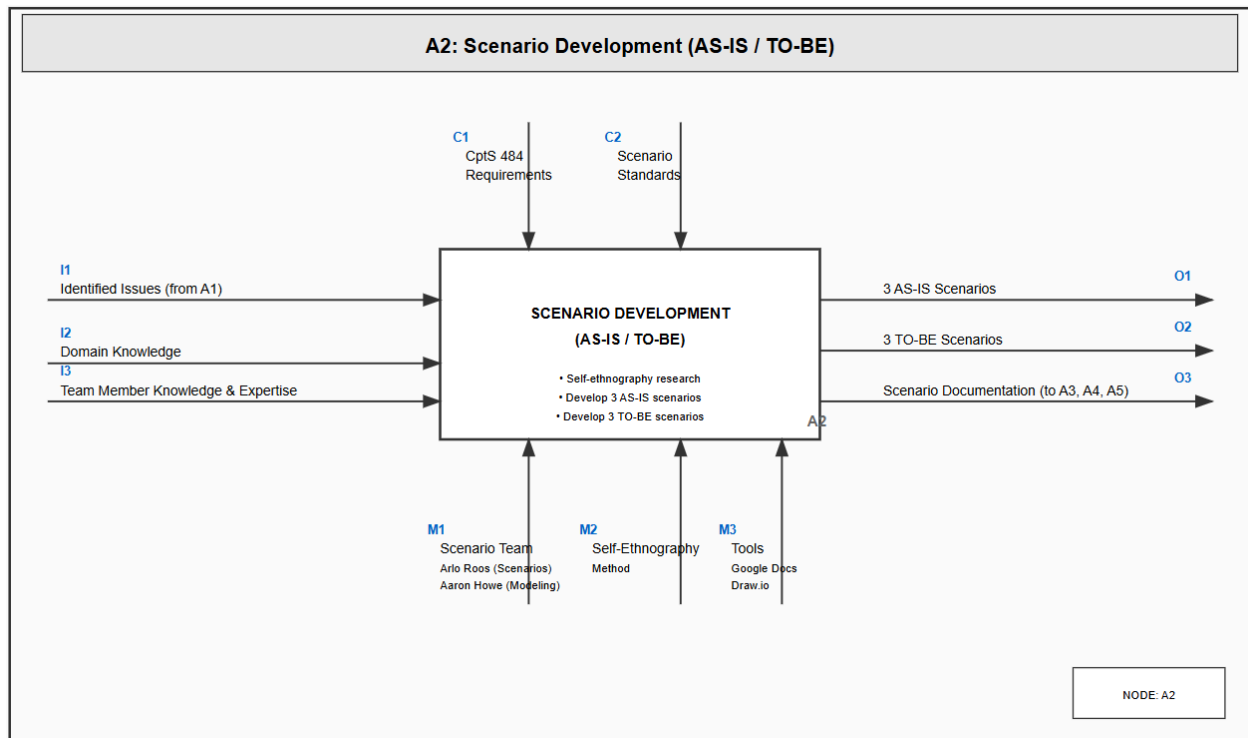 A2: Scenario Development (AS-IS / TO-BE)
C1
CptS 484
Requirements
C2
Scenario
Standards
I1
Identified Issues (from A1)
I2
Domain Knowledge
I3
Team Member Knowledge & Expertise
SCENARIO DEVELOPMENT
(AS-IS / TO-BE)
• Self-ethnography research
• Develop 3 AS-IS scenarios
• Develop 3 TO-BE scenarios
A2
O1
3 AS-IS Scenarios
O2
3 TO-BE Scenarios
O3
Scenario Documentation (to A3, A4, A5)
M1
Scenario Team
Arlo Roos (Scenarios)
Aaron Howe (Modeling)
M2
Self-Ethnography
Method
M3
Tools
Google Docs
Draw.io
NODE: A2